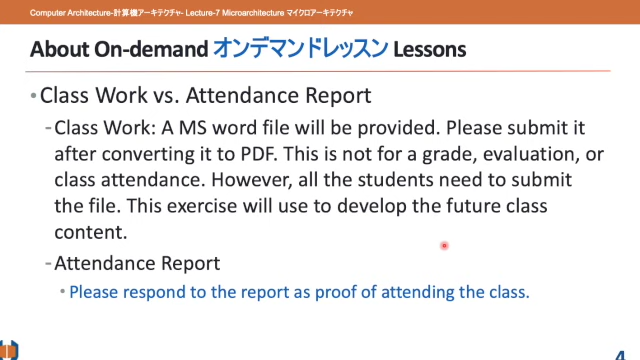 Computer Architecture-計算機アーキテクチャ- Lecture-7 Microarchitecture マイクロアーキテクチャ
About On-demand オンデマンドレッスン Lessons
•Class Work vs. Attendance Report
-Class Work: A MS word file will be provided. Please submit it
after converting it to PDF. This is not for a grade, evaluation, or
class attendance. However, all the students need to submit
the file. This exercise will use to develop the future class
content.
-Attendance Report
•Please respond to the report as proof of attending the class.
4